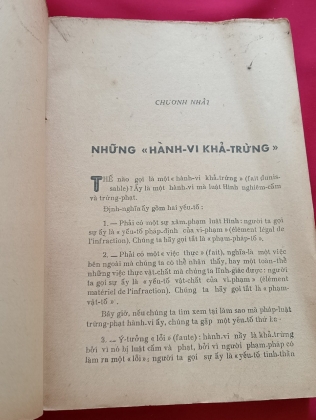 CHƯƠNG NHẤT
NHỮNG «HÀNH-VI KHẢ-TRỪNG»
THẾ nào gọi là một «hành-vi khả-trừng» (fait punis-
sable)? Ấy là một hành-vi mà luật Hình nghiêm-cấm
và trừng-phạt.
Định-nghĩa ấy gồm hai yếu-tố:
1. — Phải có một sự xâm-phạm luật Hình: người ta gọi
sự ấy là «yếu-tố pháp-định của vi-phạm» (élement légal de
l'infraction). Chúng ta hãy gọi tắt là «phạm-pháp-tố».
2. — Phải có một «việc thực» (fait), nghĩa là một việc
bên ngoài mà chúng ta có thể nhận thấy, hay một toàn-thể
những việc thực vật-chất mà chúng ta lĩnh-giác được: người
ta gọi sự ấy là «yếu-tố vật-chất của vi-phạm» (élément
matériel de l'infraction). Chúng ta hãy gọi tắt là «phạm-
vật-tố».
Bây giờ, nếu chúng ta tìm xem tại làm sao mà pháp-luật
trừng-phạt hành-vi ấy, chúng ta gặp một yếu-tố thứ ba.
3. — Ý-tưởng «lỗi» (faute): hành-vi nầy là khả-trừng
bởi vì nó bị luật cấm và phạt, bởi vì người phạm-pháp có
làm ra một «lỗi»; người ta gọi sự ấy là «yếu-tố tinh-thần